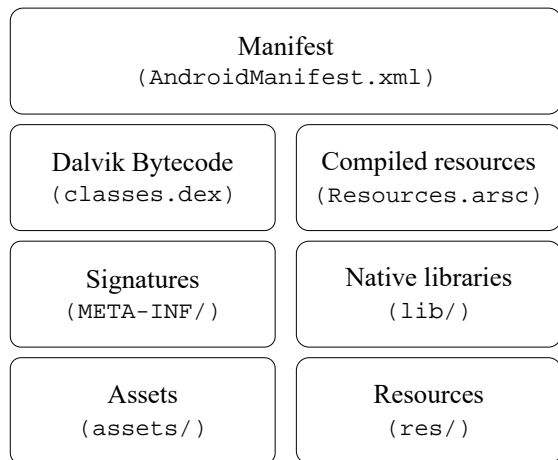 Manifest
(AndroidManifest.xml)
Dalvik Bytecode
(classes.dex)
Compiled resources
(Resources.arsc)
Signatures
(META-INF/)
Native libraries
(lib/)
Assets
(assets/)
Resources
(res/)